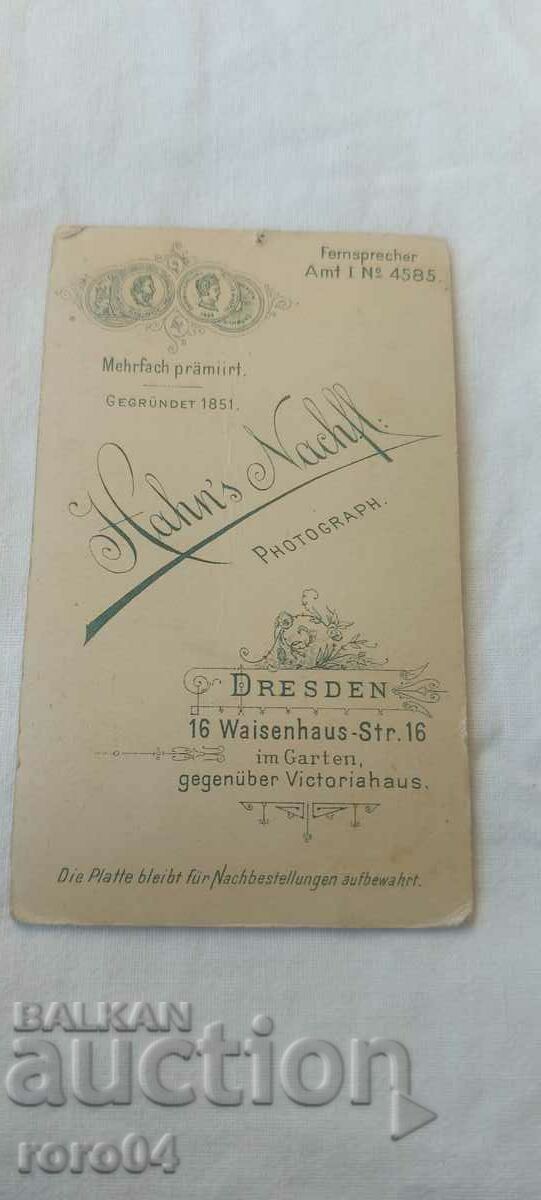 Fernsprecher
Amt I Nº 4585.
Mehrfach prämiirt.
GEGRÜNDET 1851.
Hahn's Nachfl:
PHOTOGRAPH.
DRESDEN
16 Waisenhaus-Str. 16
im Garten,
gegenüber Victoriahaus.
Die Platte bleibt für Nachbestellungen aufbewahrt.
BALKAN
auction
roro04